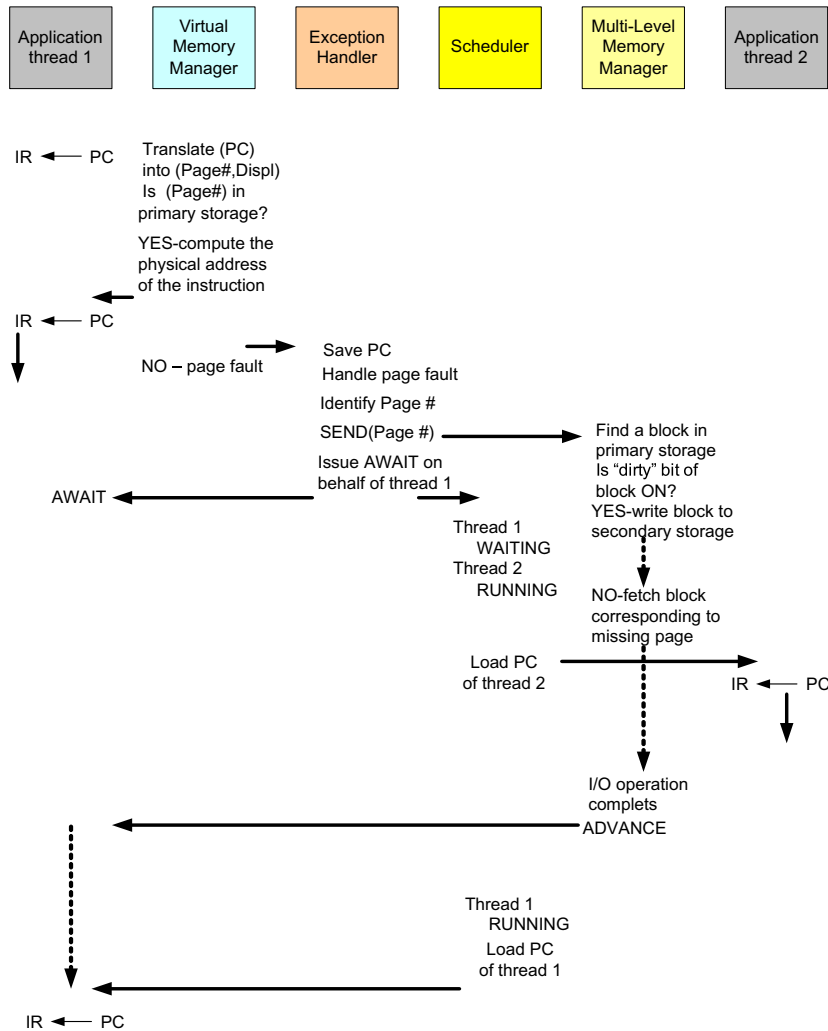 Application
thread 1
Virtual
Memory
Manager
Exception
Handler
Scheduler
Multi-Level
Memory
Manager
Application
thread 2
IR PC
Translate (PC)
into (Page#,Displ)
Is (Page#) in
primary storage?
YES-compute the
physical address
of the instruction
IR PC
NO – page fault
Save PC
Handle page fault
Identify Page #
SEND(Page #)
Issue AWAIT on
behalf of thread 1
AWAIT
Find a block in
primary storage
Is “dirty” bit of
block ON?
YES-write block to
secondary storage
Thread 1
WAITING
Thread 2
RUNNING
NO-fetch block
corresponding to
missing page
Load PC
of thread 2
IR PC
I/O operation
complets
ADVANCE
Thread 1
RUNNING
Load PC
of thread 1
IR PC